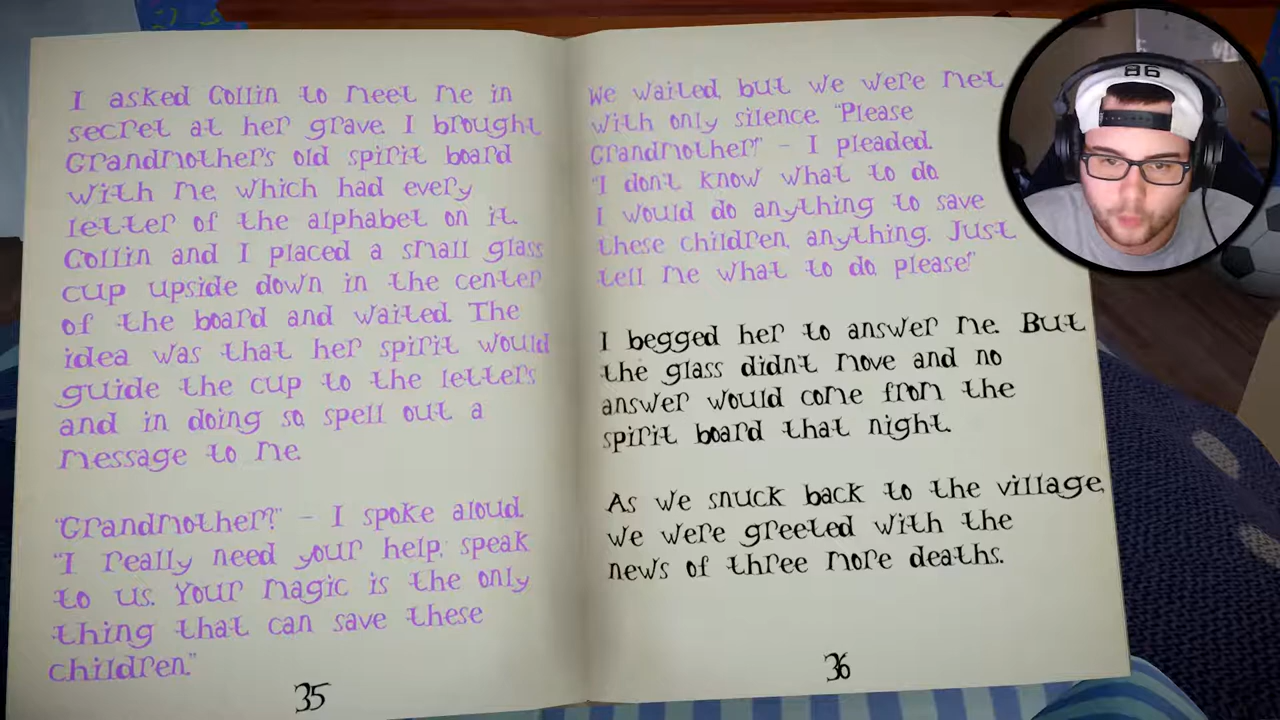 I asked Collin to meet me in
secret at her grave. I brought
Grandmother's old spirit board
with me, which had every
letter of the alphabet on it.
Collin and I placed a small glass
cup upside down in the center
of the board and waited. The
idea was that her spirit would
guide the cup to the letters
and in doing so, spell out a
message to me.
"Grandmother?" - I spoke aloud.
"I really need your help, speak
to us. Your magic is the only
thing that can save these
children."
35
We waited, but we were met
with only silence. "Please
Grandmother!" - I pleaded.
"I don't know what to do.
I would do anything to save
these children, anything. Just
tell me what to do, please!"
I begged her to answer me. But
the glass didn't move and no
answer would come from the
spirit board that night.
As we snuck back to the village,
we were greeted with the
news of three more deaths.
36
86